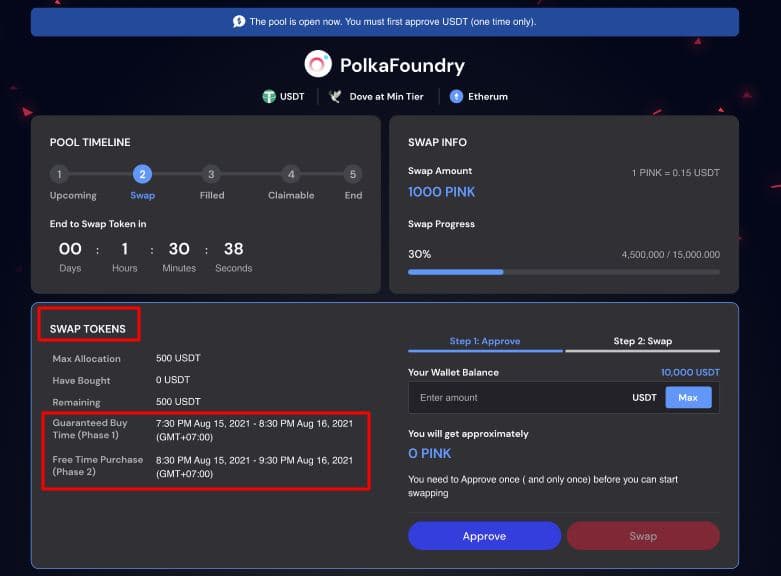 The pool is open now. You must first approve USDT (one time only).
PolkaFoundry
USDT
Dove at Min Tier
Etherum
POOL TIMELINE
1 2 3 4 5
Upcoming Swap Filled Claimable End
End to Swap Token in
00 : 1 : 30 : 38
Days Hours Minutes Seconds
SWAP INFO
Swap Amount
1000 PINK
1 PINK = 0.15 USDT
Swap Progress
30%
4,500,000 / 15,000.000
SWAP TOKENS
Max Allocation 500 USDT
Have Bought 0 USDT
Remaining 500 USDT
Guaranteed Buy
Time (Phase 1)
7:30 PM Aug 15, 2021 - 8:30 PM Aug 16, 2021
(GMT+07:00)
Free Time Purchase
(Phase 2)
8:30 PM Aug 15, 2021 - 9:30 PM Aug 16, 2021
(GMT+07:00)
Step 1: Approve
Step 2: Swap
Your Wallet Balance
10,000 USDT
Enter amount
USDT
Max
You will get approximately
0 PINK
You need to Approve once ( and only once) before you can start
swapping
Approve
Swap